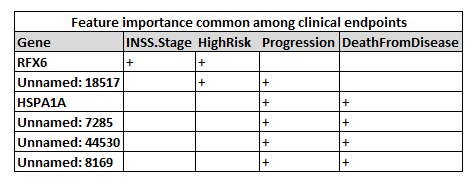 Feature importance common among clinical endpoints
Gene INSS.Stage HighRisk Progression DeathFromDisease
RFX6 + +
Unnamed: 18517 + +
HSPA1A + +
Unnamed: 7285 + +
Unnamed: 44530 + +
Unnamed: 8169 + +